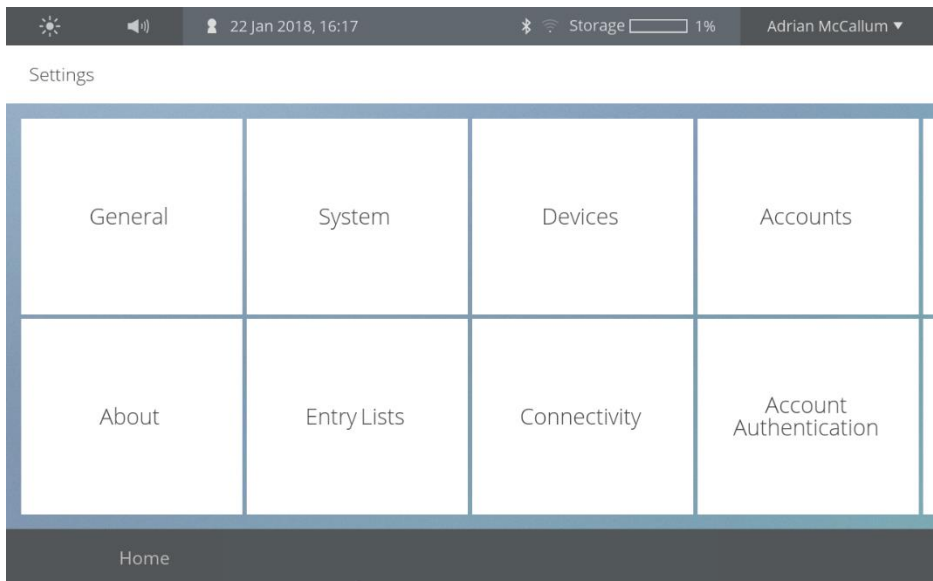 22 Jan 2018, 16:17 Storage 1% Adrian McCallum
Settings
General System Devices Accounts
About Entry Lists Connectivity Account
Authentication
Home